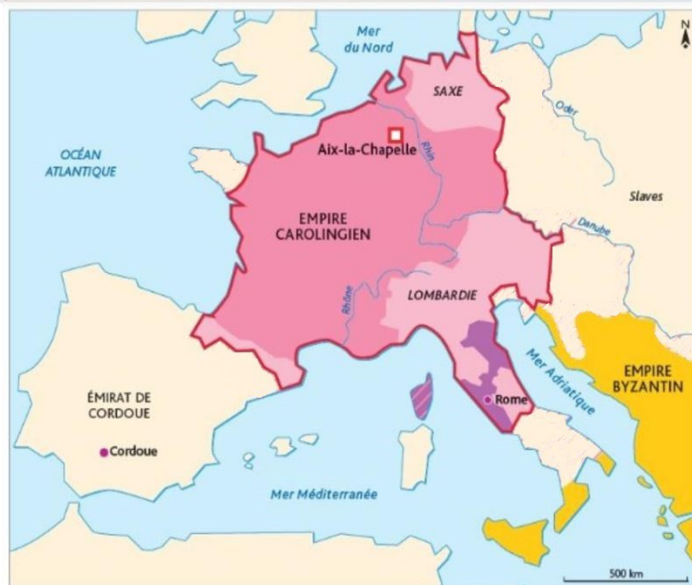 Mer
du Nord
N
SAXE
Oder
OCÉAN
ATLANTIQUE
Aix-la-Chapelle
Rhin
Slaves
EMPIRE
CAROLINGIEN
Danube
Rhône
LOMBARDIE
Mer Adriatique
EMPIRE
BYZANTIN
ÉMIRAT DE
CORDOUE
Rome
Cordoue
Mer Méditerranée
500 km